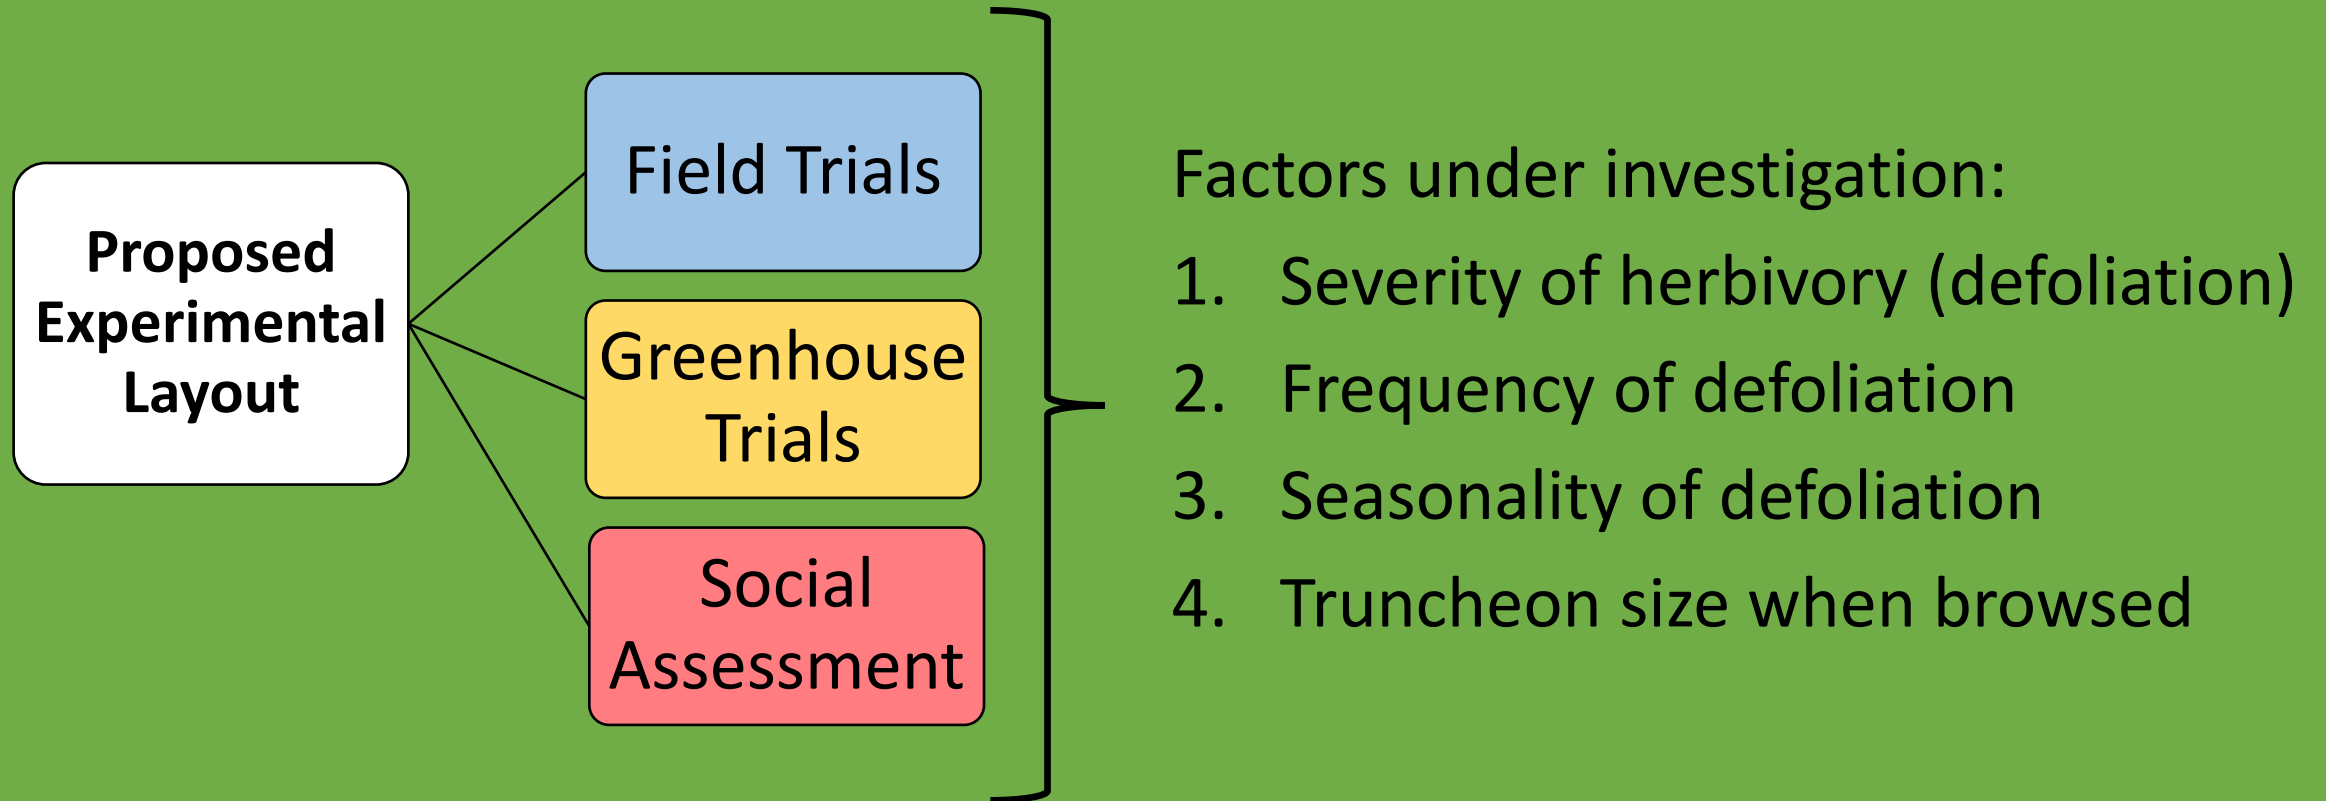 Proposed
Experimental
Layout
Field Trials
Greenhouse
Trials
Social
Assessment
Factors under investigation:
1. Severity of herbivory (defoliation)
2. Frequency of defoliation
3. Seasonality of defoliation
4. Truncheon size when browsed